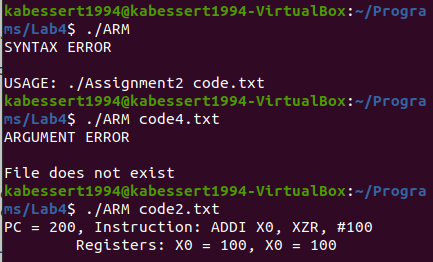 kabessert1994@kabessert1994-VirtualBox:~/Progra
ms/Lab4$ ./ARM
SYNTAX ERROR

USAGE: ./Assignment2 code.txt
kabessert1994@kabessert1994-VirtualBox:~/Progra
ms/Lab4$ ./ARM code4.txt
ARGUMENT ERROR

File does not exist
kabessert1994@kabessert1994-VirtualBox:~/Progra
ms/Lab4$ ./ARM code2.txt
PC = 200, Instruction: ADDI X0, XZR, #100
        Registers: X0 = 100, X0 = 100